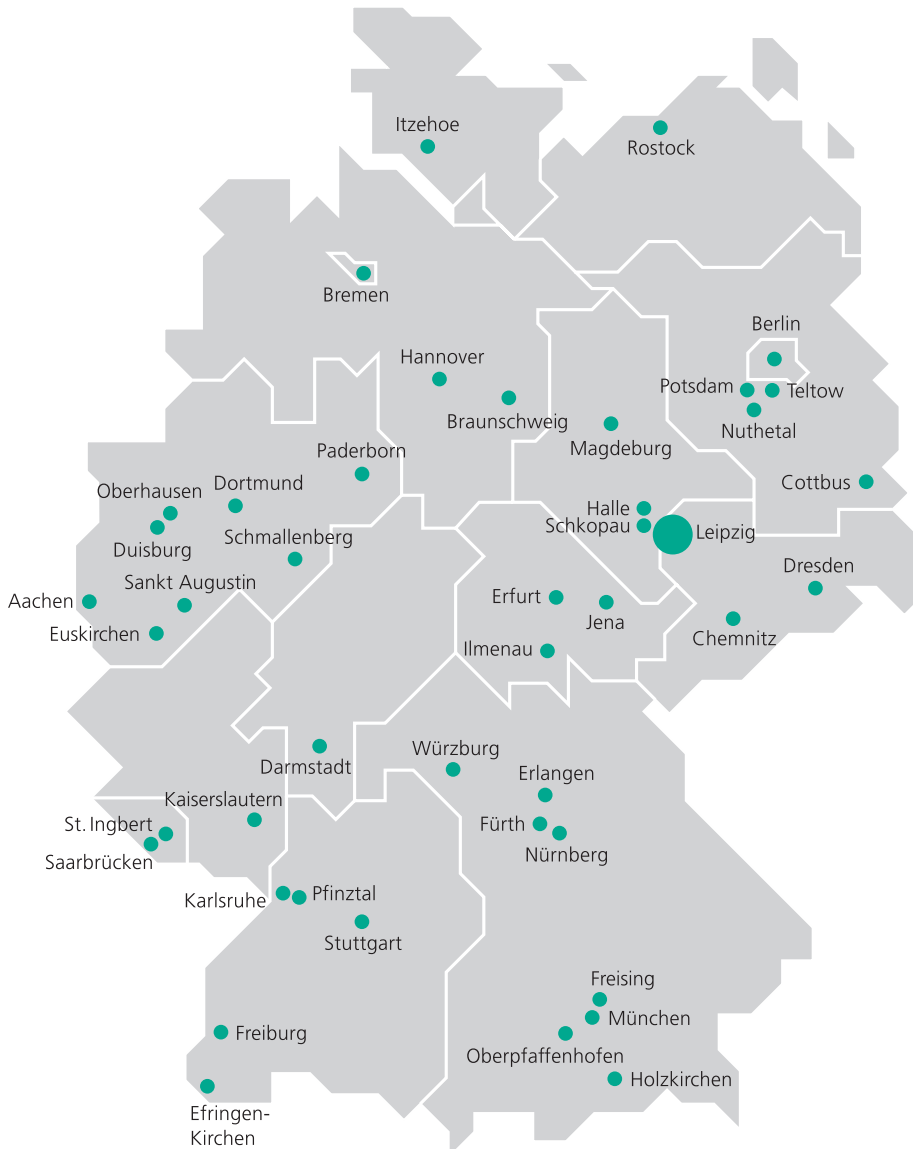 Itzehoe
Rostock
Bremen
Berlin
Hannover
Potsdam
Teltow
Braunschweig
Nuthetal
Magdeburg
Paderborn
Cottbus
Dortmund
Oberhausen
Halle
Schkopau
Leipzig
Schmallenberg
Duisburg
Dresden
Sankt Augustin
Erfurt
Aachen
Jena
Euskirchen
Chemnitz
Ilmenau
Würzburg
Darmstadt
Erlangen
Kaiserslautern
St. Ingbert
Fürth
Nürnberg
Saarbrücken
Pfinztal
Karlsruhe
Stuttgart
Freising
München
Freiburg
Oberpfaffenhofen
Holzkirchen
Efringen-
Kirchen